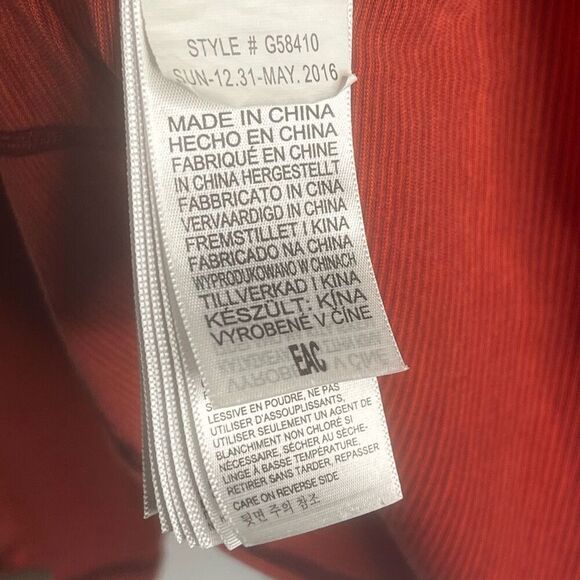 STYLE # G58410
SUN-12.31-MAY. 2016
MADE IN CHINA
HECHO EN CHINA
FABRIQUÉ EN CHINE
IN CHINA HERGESTELLT
FABBRICATO IN CINA
VERVAARDIGD IN CHINA
FREMSTILLET I KINA
FABRICADO NA CHINA
WYPRODUKOWANO W CHINACH
TILLVERKAD I KINA
KÉSZÜLT: KÍNA
VYROBENÉ V ČÍNE
EAC
LESSIVE EN POUDRE, NE PAS
UTILISER D'ASSOUPLISSANTS,
UTILISER SEULEMENT UN AGENT DE
BLANCHIMENT NON CHLORÉ SI
NÉCESSAIRE, SÉCHER AU SÈCHE-
LINGE À BASSE TEMPÉRATURE,
RETIRER SANS TARDER, REPASSER
CARE ON REVERSE SIDE
뒷면 주의 참조